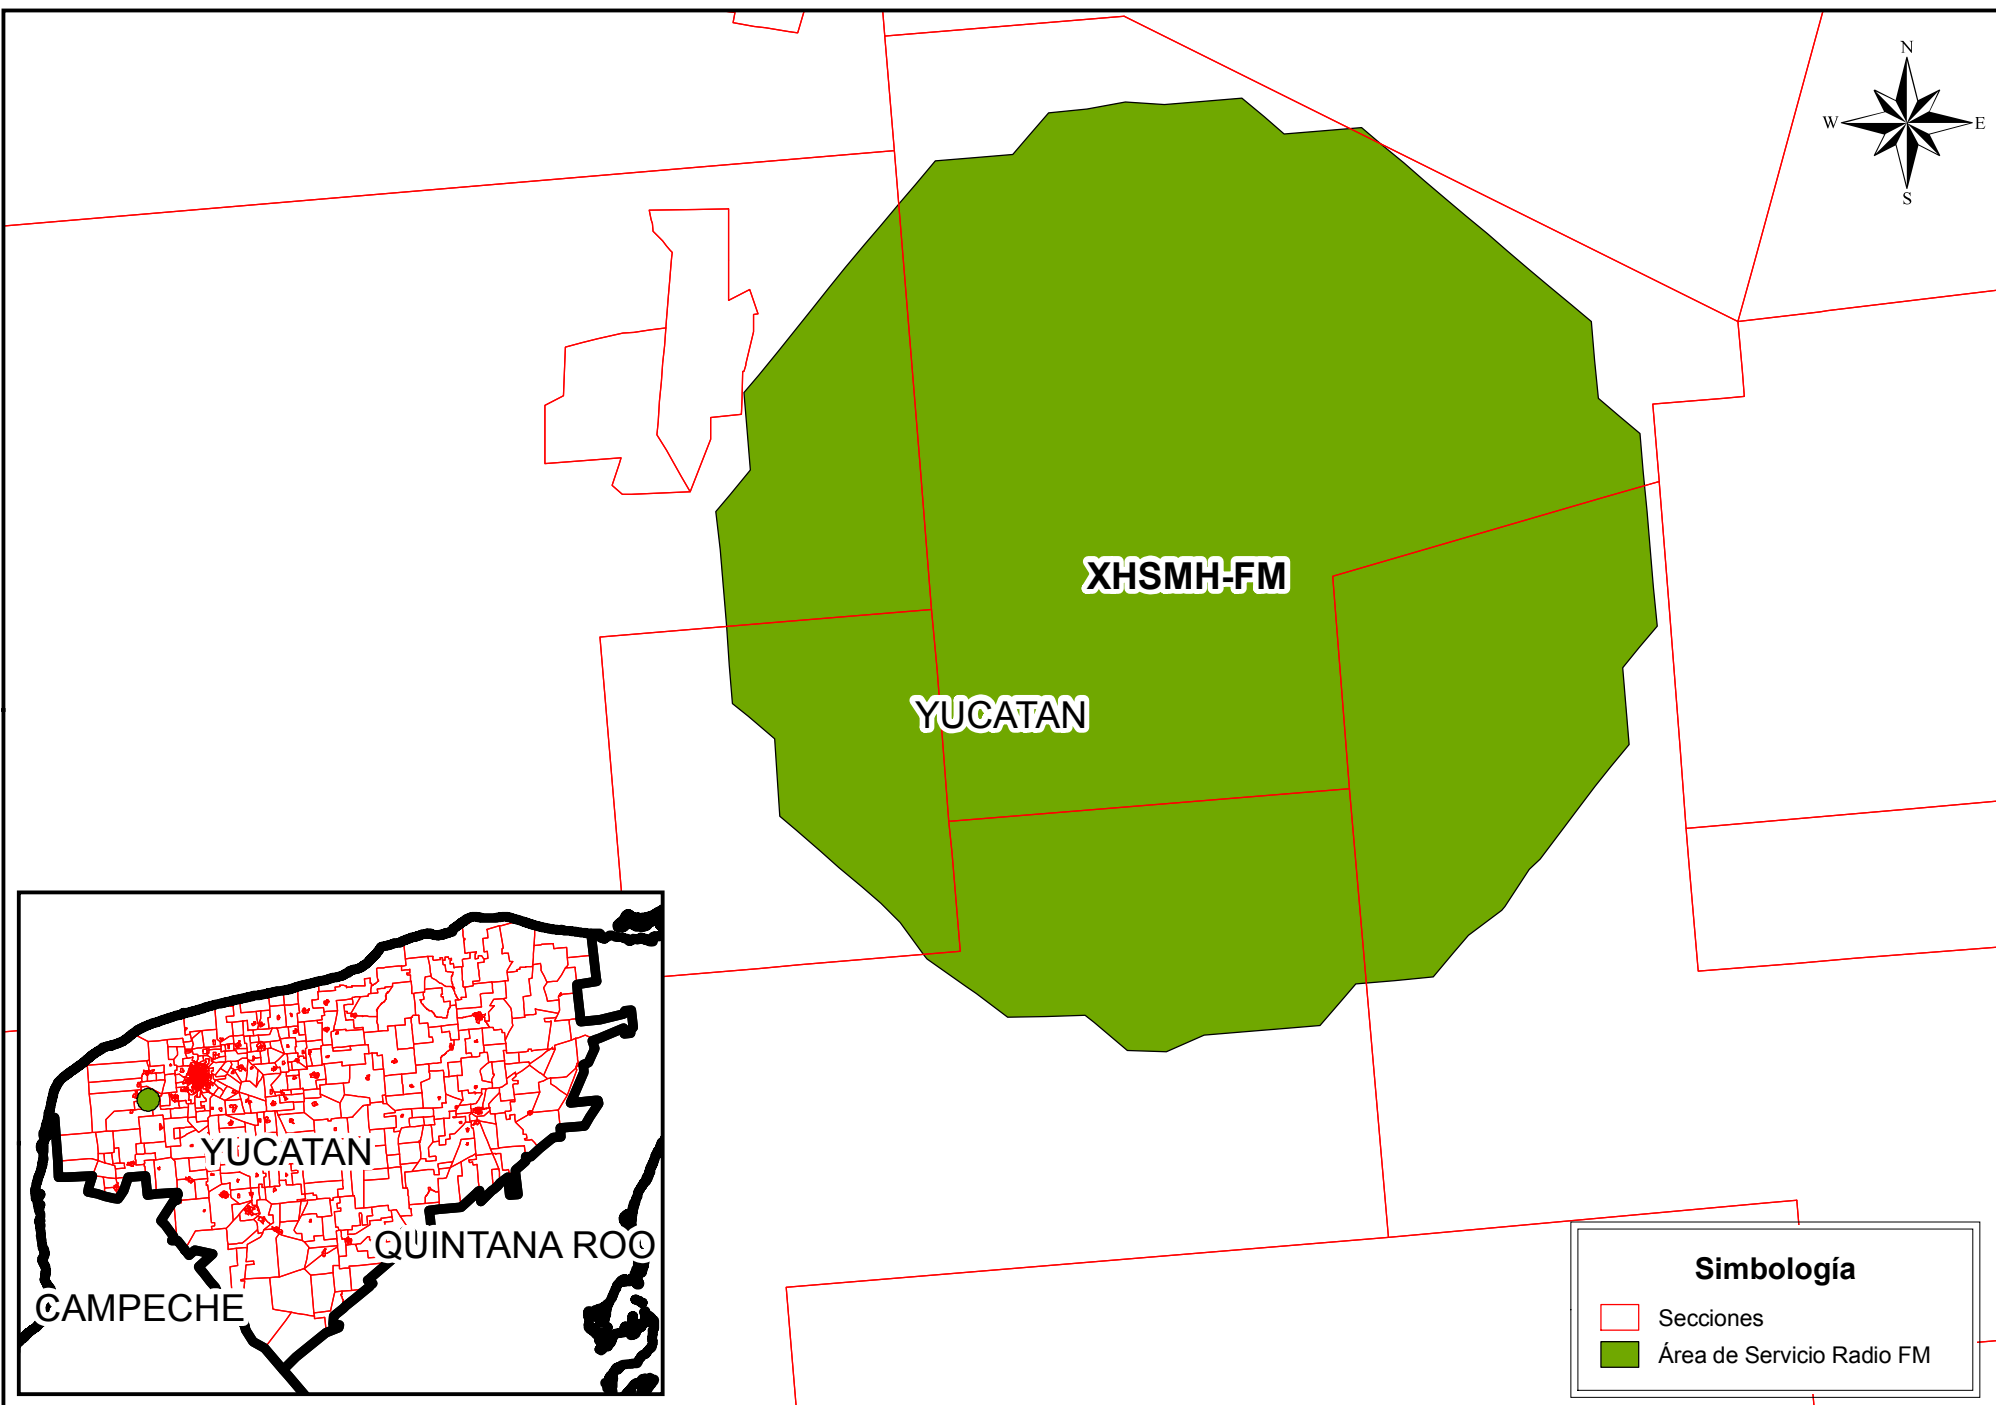 N
W
E
S
XHSMH-FM
YUCATAN
YUCATAN
QUINTANA ROO
CAMPECHE
Simbología
Secciones
Área de Servicio Radio FM